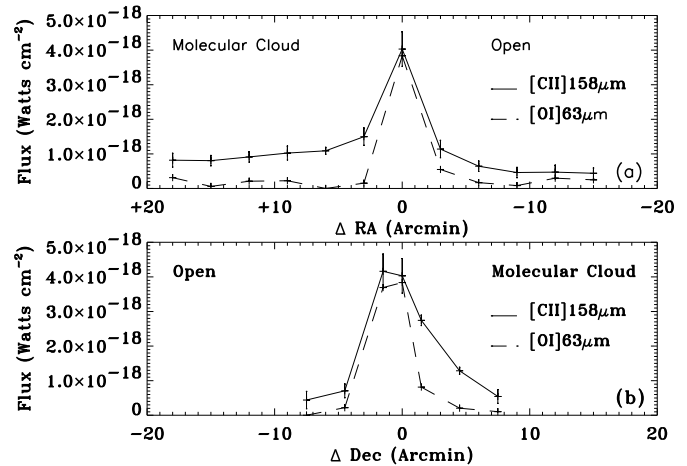 5.0×10⁻¹⁸
4.0×10⁻¹⁸
3.0×10⁻¹⁸
2.0×10⁻¹⁸
1.0×10⁻¹⁸
0
Flux (Watts cm⁻²)
Molecular Cloud
Open
[CII]158μm
[OI]63μm
(a)
+20
+10
0
-10
-20
Δ RA (Arcmin)
5.0×10⁻¹⁸
4.0×10⁻¹⁸
3.0×10⁻¹⁸
2.0×10⁻¹⁸
1.0×10⁻¹⁸
0
Flux (Watts cm⁻²)
Open
Molecular Cloud
[CII]158μm
[OI]63μm
(b)
-20
-10
0
10
20
Δ Dec (Arcmin)